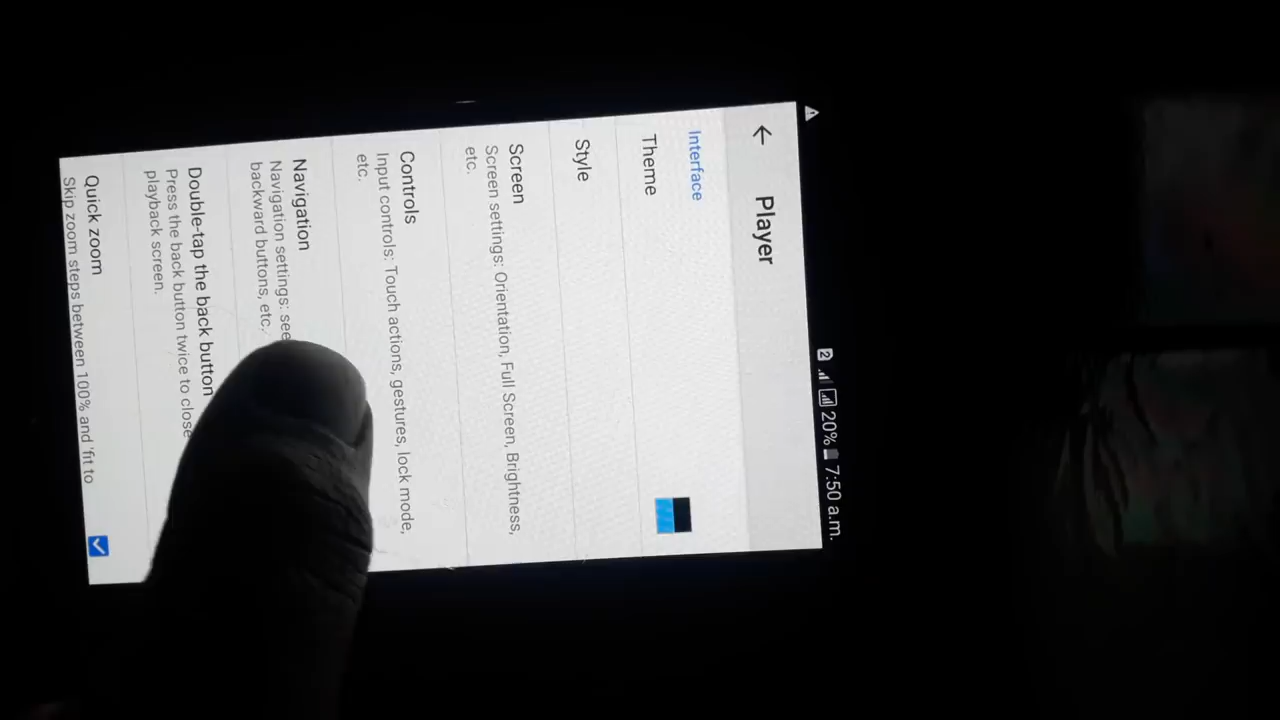 2 20% 7:50 a.m.
Player
Interface
Theme
Style
Screen
Screen settings: Orientation, Full Screen, Brightness,
etc.
Controls
Input controls: Touch actions, gestures, lock mode,
etc.
Navigation
Navigation settings: see
backward buttons, etc.
Double-tap the back button
Press the back button twice to close
playback screen.
Quick zoom
Skip zoom steps between 100% and 'fit to